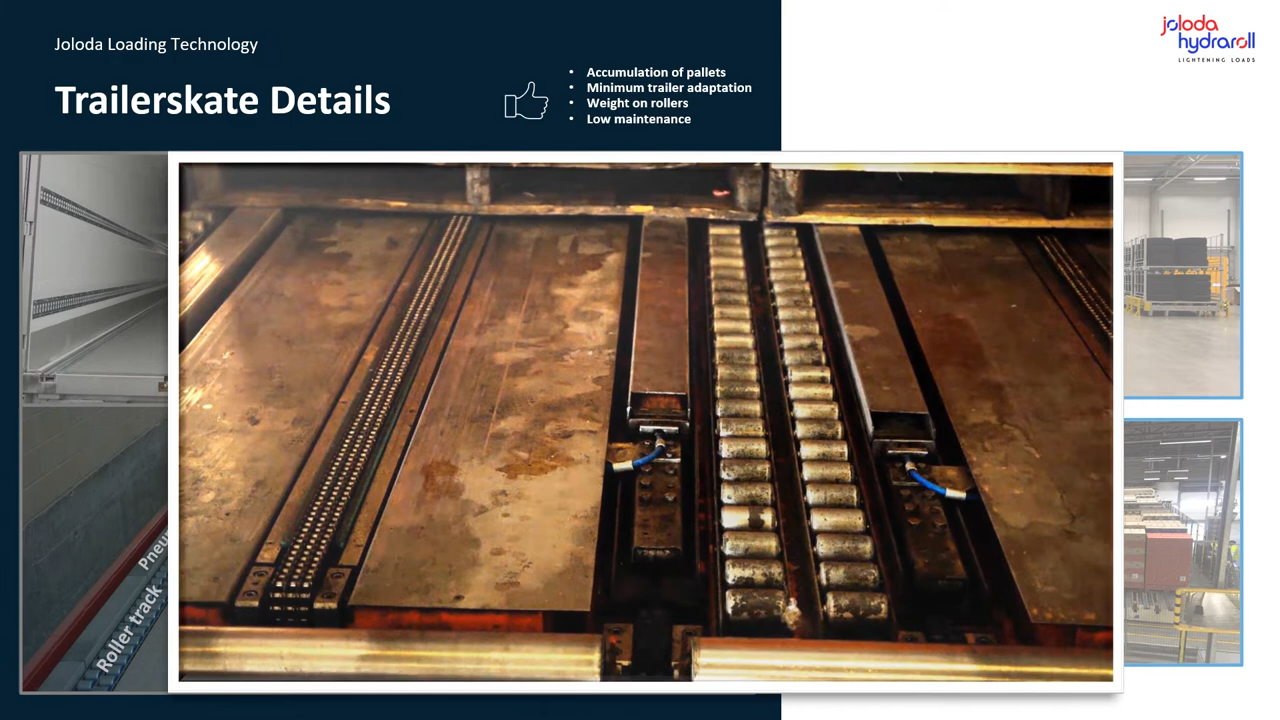 Joloda Loading Technology
Trailerskate Details
• Accumulation of pallets
• Minimum trailer adaptation
• Weight on rollers
• Low maintenance
joloda
hydraroll
LIGHTENING LOADS
Roller track